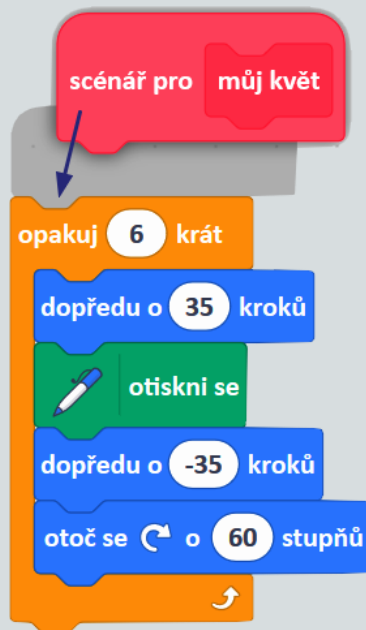 scénář pro můj květ
opakuj 6 krát
dopředu o 35 kroků
otiskni se
dopředu o -35 kroků
otoč se o 60 stupňů